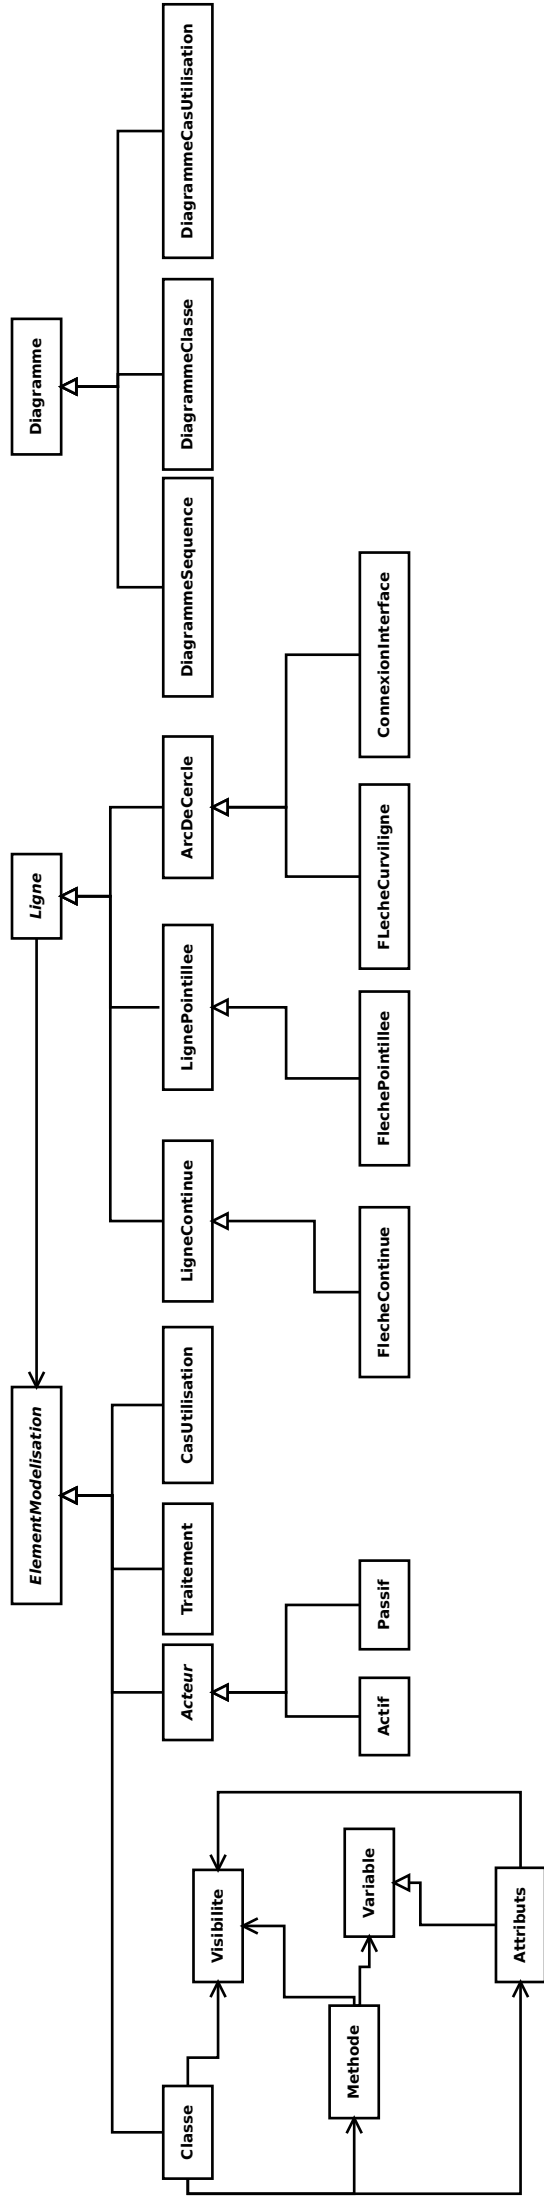 ElementModelisation
Ligne
Diagramme
Classe
Acteur
Traitement
CasUtilisation
LigneContinue
LignePointillee
ArcDeCercle
DiagrammeSequence
DiagrammeClasse
DiagrammeCasUtilisation
Visibilite
Methode
Variable
Actif
Passif
FlecheContinue
FlechePointillee
FLecheCurviligne
ConnexionInterface
Attributs